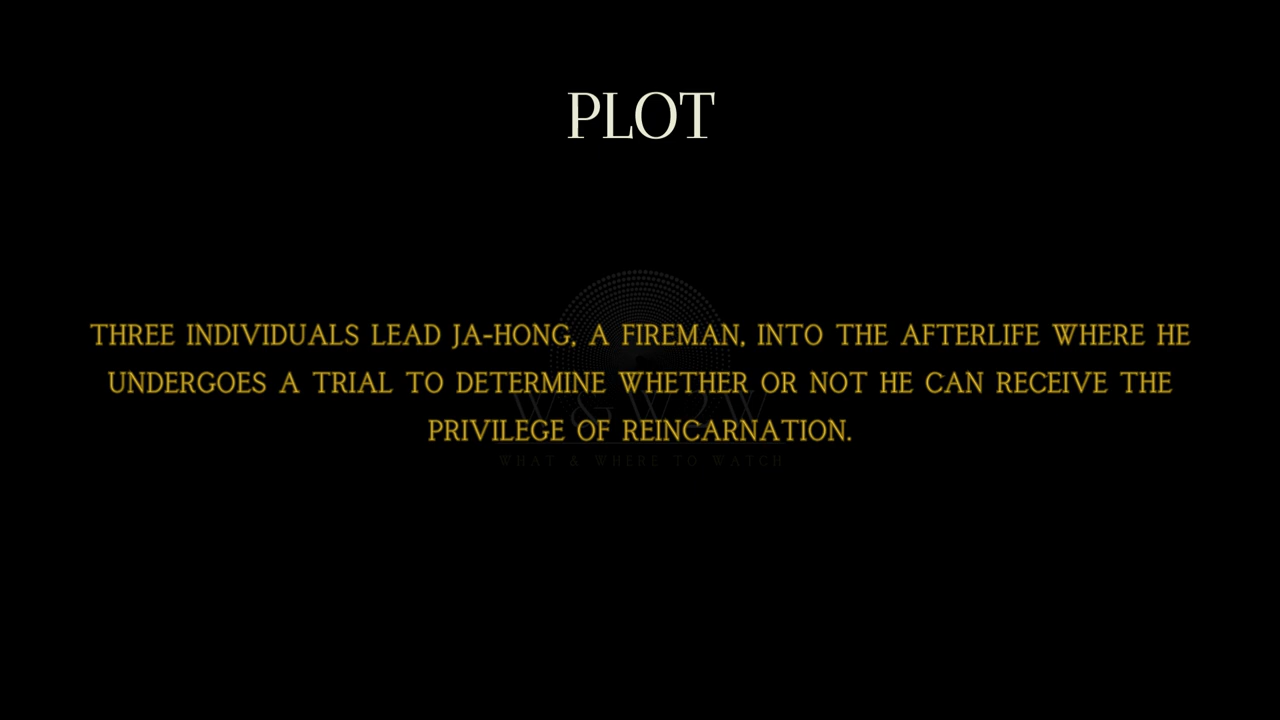 PLOT
THREE INDIVIDUALS LEAD JA-HONG, A FIREMAN, INTO THE AFTERLIFE WHERE HE
UNDERGOES A TRIAL TO DETERMINE WHETHER OR NOT HE CAN RECEIVE THE
W&W2W
PRIVILEGE OF REINCARNATION.
WHAT & WHERE TO WATCH